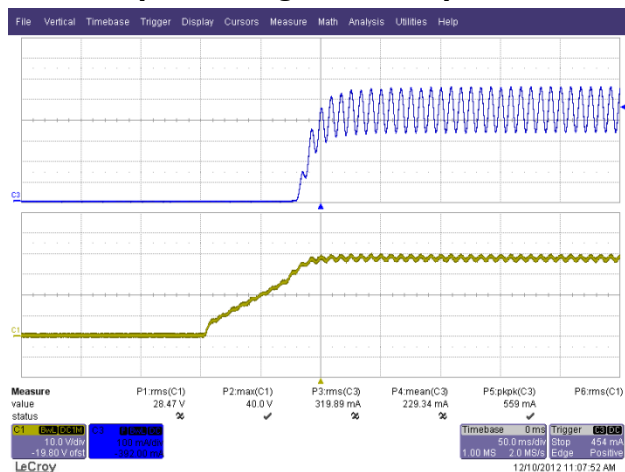 File Vertical Timebase Trigger Display Cursors Measure Math Analysis Utilities Help
C3
C1
Measure P1:rms(C1) P2:max(C1) P3:rms(C3) P4:mean(C3) P5:pkpk(C3) P6:rms(C1)
value 28.47 V 40.0 V 319.89 mA 229.34 mA 559 mA
status
C1 BwL DC1M
10.0 V/div
-19.80 V ofst
C3
100 mA/div
Timebase 0 ms
50.0 ms/div
1.00 MS 2.0 MS/s
Trigger C3 DC
Stop 454 mA
Edge Positive
LeCroy
12/10/2012 11:07:52 AM